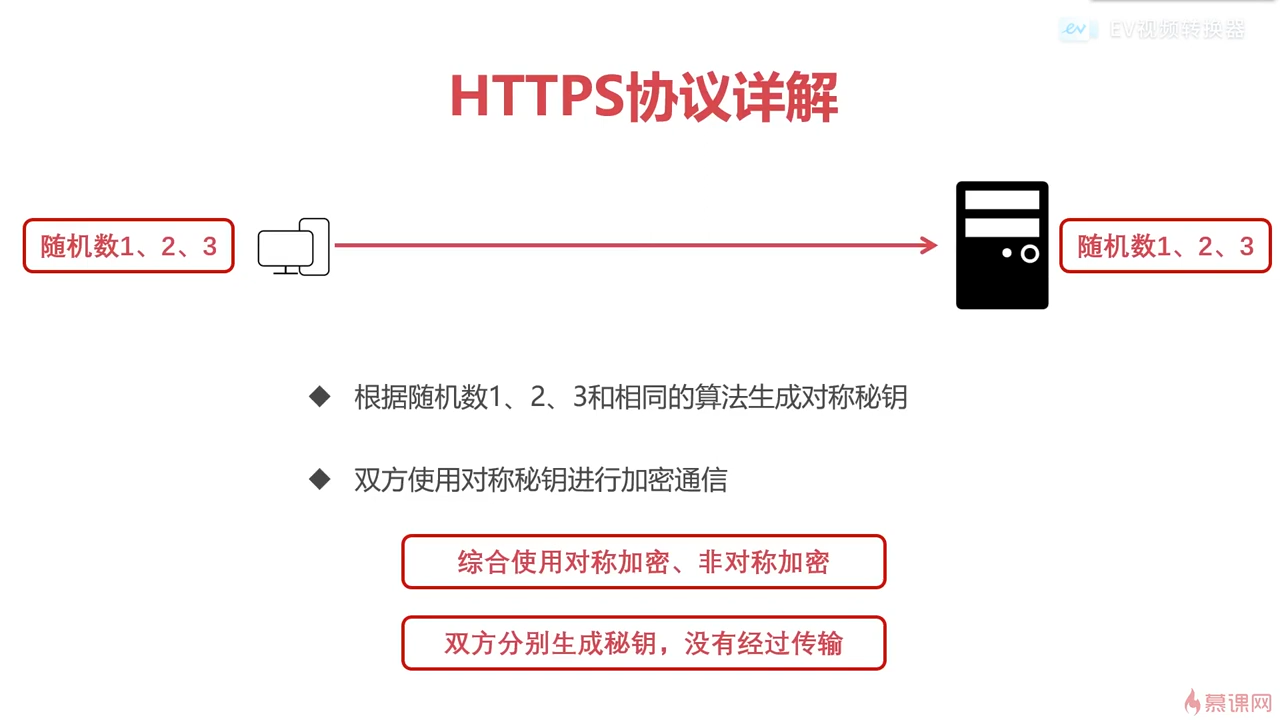 EV视频转换器
HTTPS协议详解
随机数1、2、3
随机数1、2、3
根据随机数1、2、3和相同的算法生成对称秘钥
双方使用对称秘钥进行加密通信
综合使用对称加密、非对称加密
双方分别生成秘钥，没有经过传输
慕课网